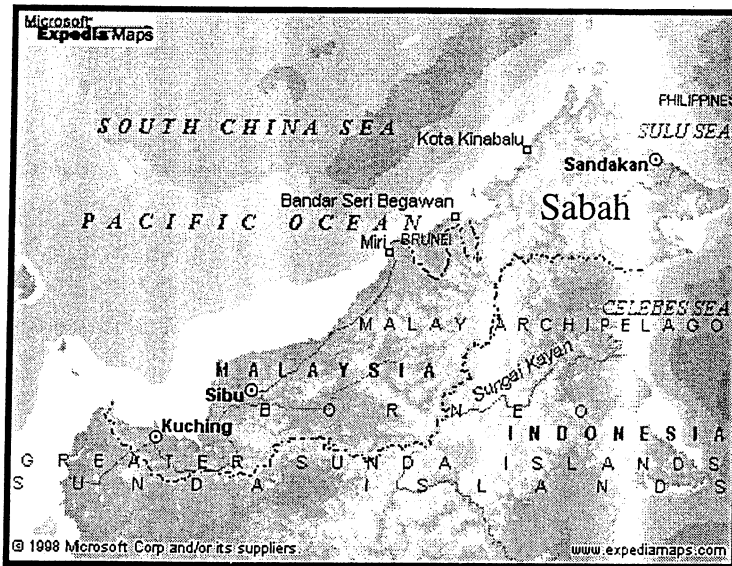 Microsoft
Expedia Maps
PHILIPPINES
SOUTH CHINA SEA
SULU SEA
Kota Kinabalu
Sandakan
Bandar Seri Begawan
Sabah
PACIFIC OCEAN
BRUNEI
Miri
CELEBES SEA
MALAY ARCHIPELAGO
MALAYSIA
Sungai Kayan
Sibu
BORNEO
Kuching
INDONESIA
GREATER SUNDA ISLANDS
SUNDA ISLANDS
© 1998 Microsoft Corp and/or its suppliers.
www.expediamaps.com